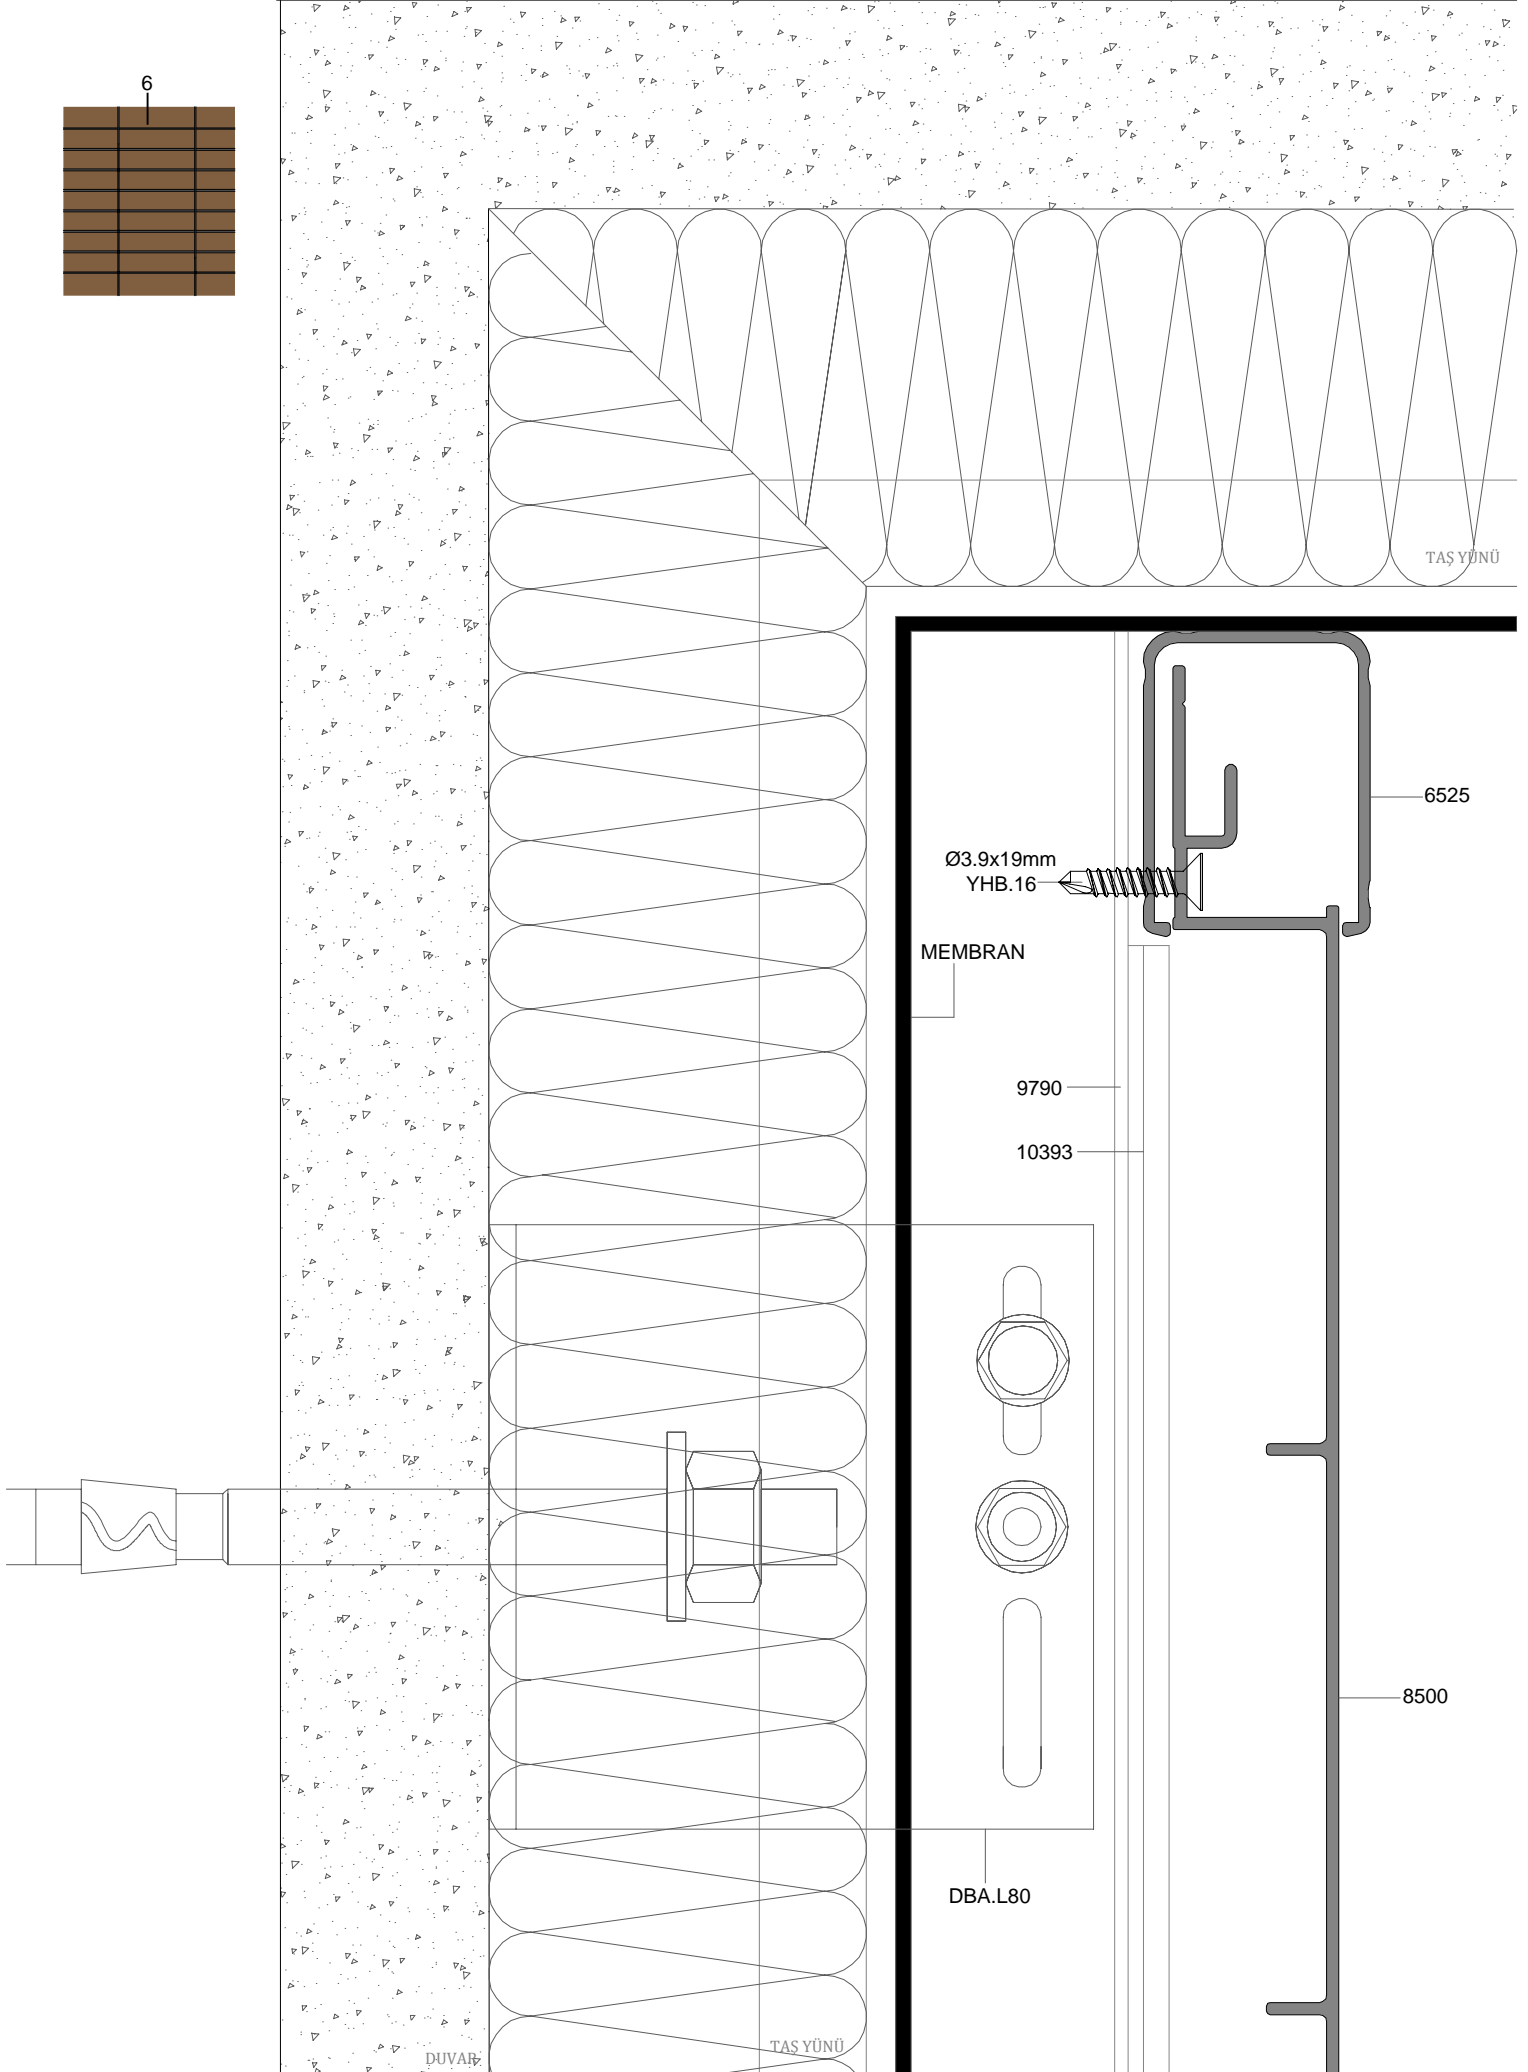 6
TAŞ YÜNÜ
6525
Ø3.9x19mm
YHB.16
MEMBRAN
9790
10393
8500
DBA.L80
TAŞ YÜNÜ
DUVAR